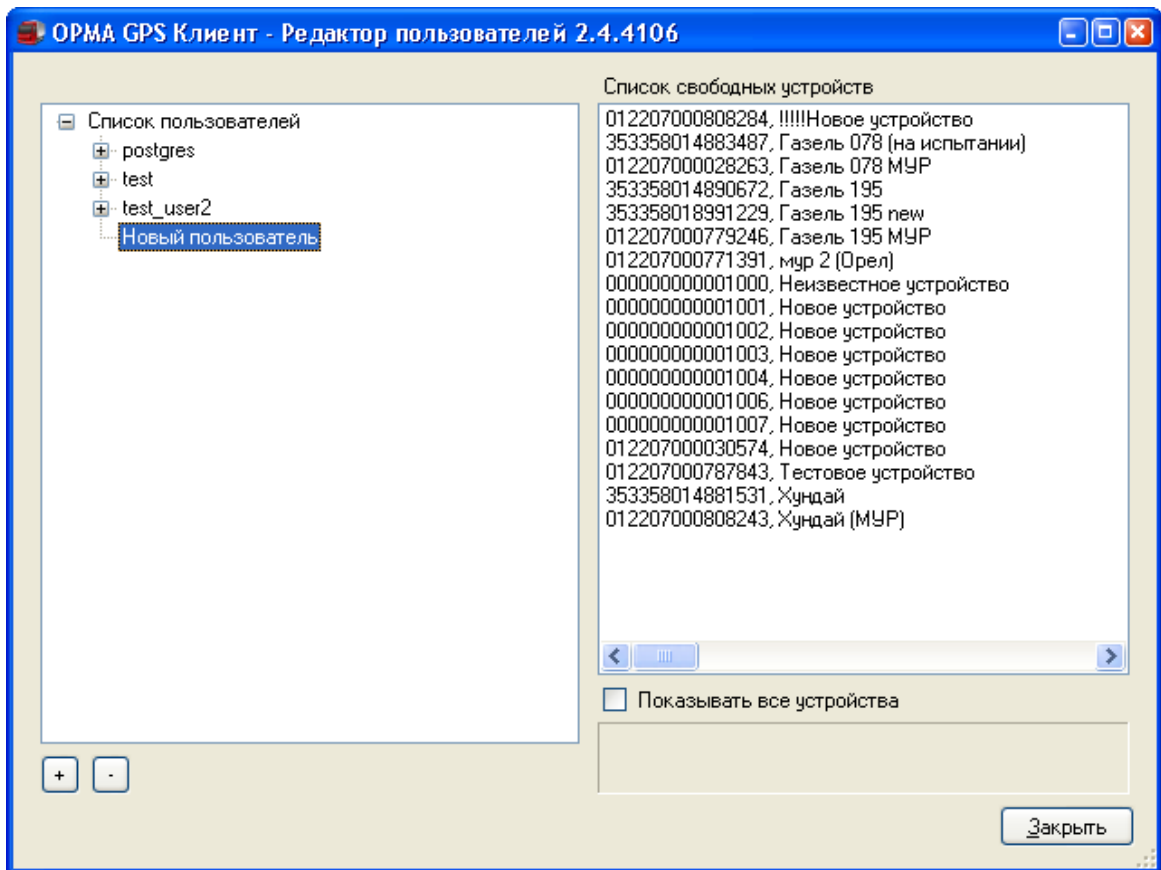 ОРМА GPS Клиент - Редактор пользователей 2.4.4106
Список пользователей
postgres
test
test_user2
Новый пользователь
Список свободных устройств
012207000808284, !!!!!Новое устройство
353358014883487, Газель 078 (на испытании)
012207000028263, Газель 078 МУР
353358014890672, Газель 195
353358018991229, Газель 195 new
012207000779246, Газель 195 МУР
012207000771391, мур 2 (Орел)
000000000001000, Неизвестное устройство
000000000001001, Новое устройство
000000000001002, Новое устройство
000000000001003, Новое устройство
000000000001004, Новое устройство
000000000001006, Новое устройство
000000000001007, Новое устройство
012207000030574, Новое устройство
012207000787843, Тестовое устройство
353358014881531, Хундай
012207000808243, Хундай (МУР)
Показывать все устройства
+ -
Закрыть